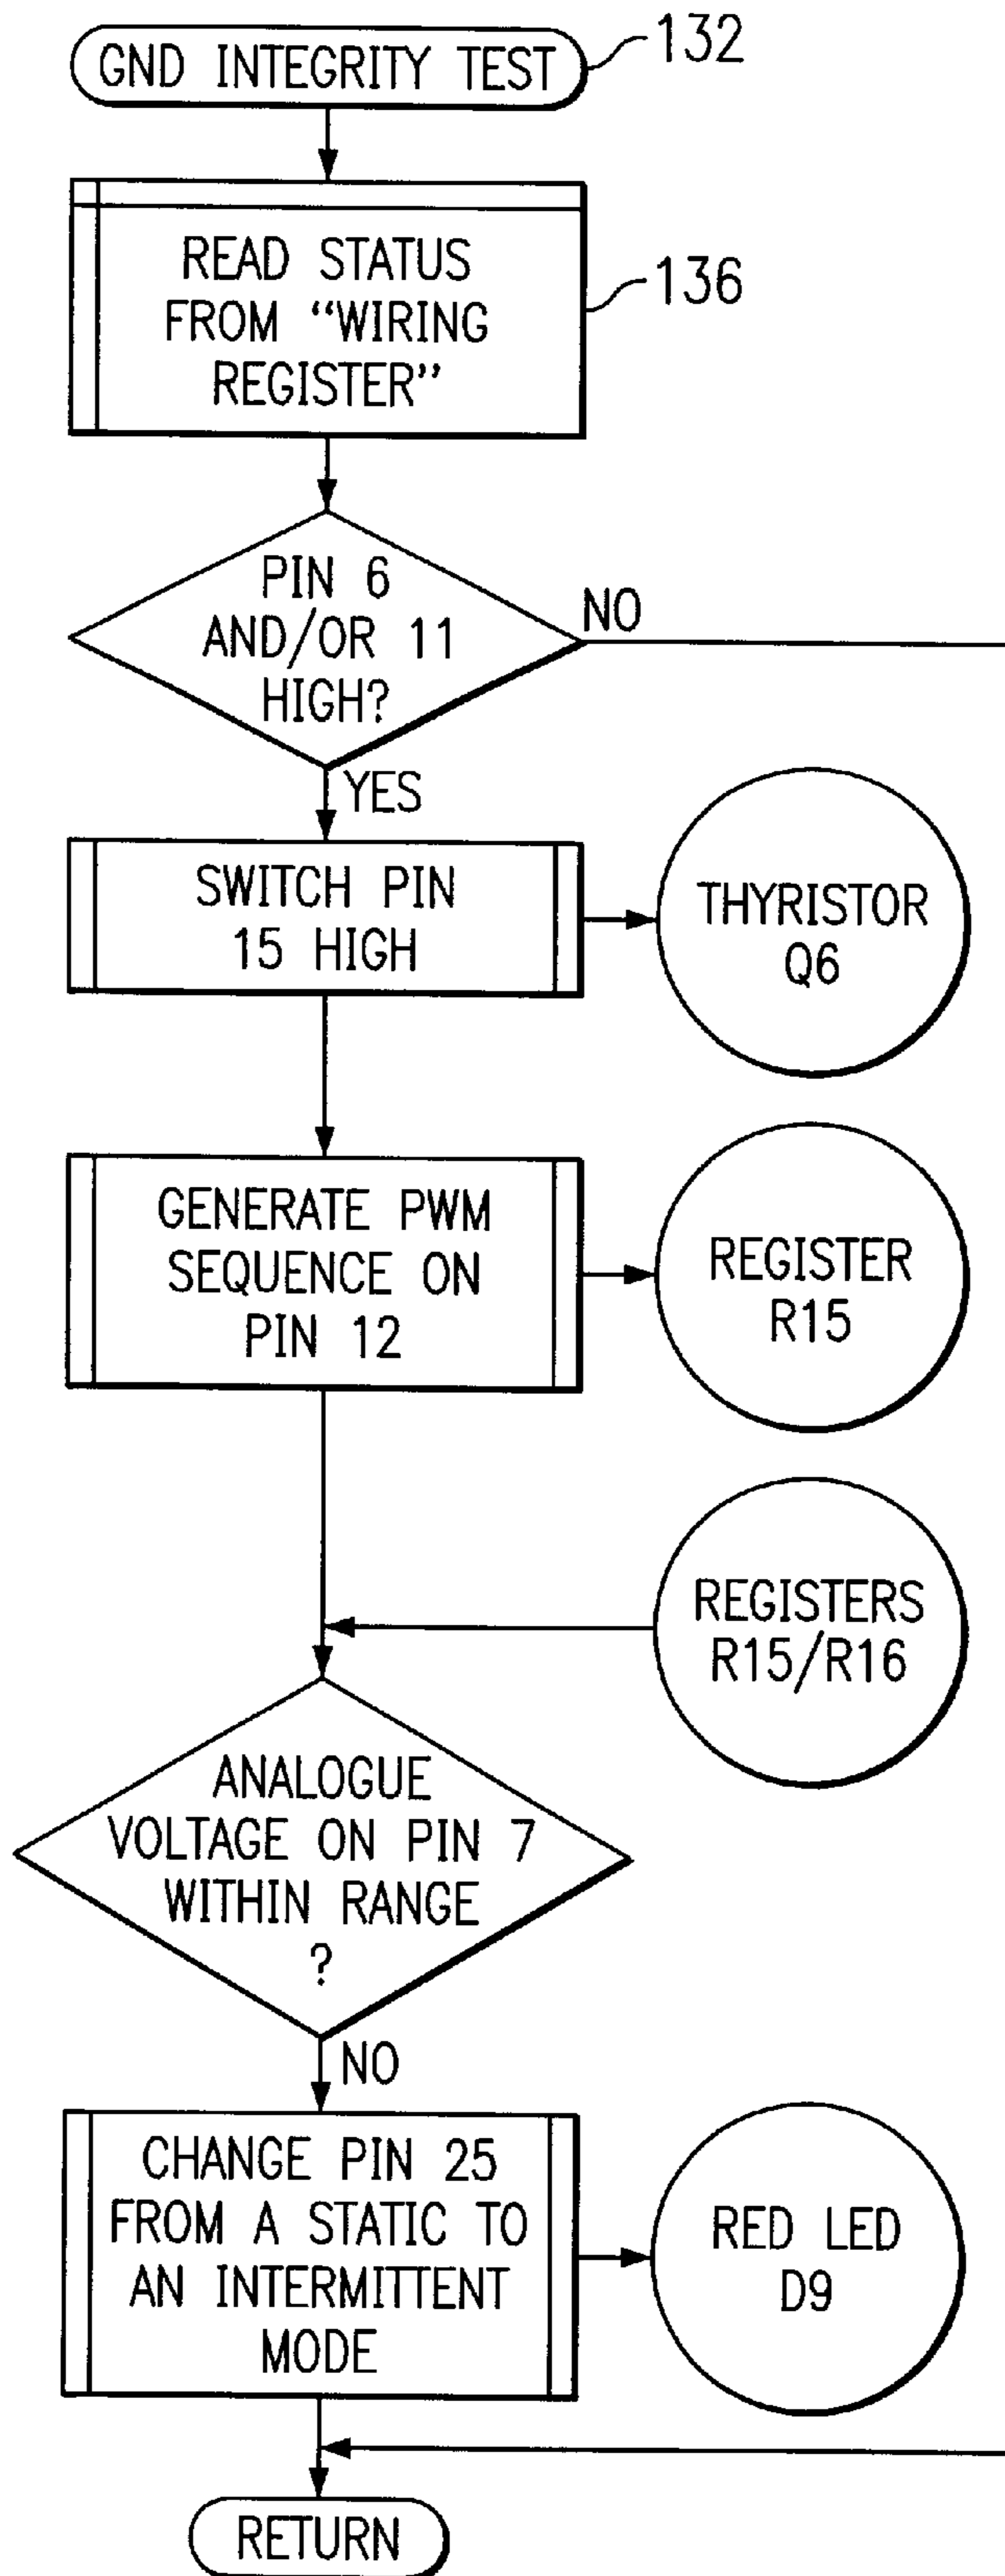 GND INTEGRITY TEST
132
READ STATUS
FROM “WIRING
REGISTER”
136
PIN 6
AND/OR 11
HIGH?
NO
YES
SWITCH PIN
15 HIGH
THYRISTOR
Q6
GENERATE PWM
SEQUENCE ON
PIN 12
REGISTER
R15
REGISTERS
R15/R16
ANALOGUE
VOLTAGE ON PIN 7
WITHIN RANGE
?
NO
CHANGE PIN 25
FROM A STATIC TO
AN INTERMITTENT
MODE
RED LED
D9
RETURN